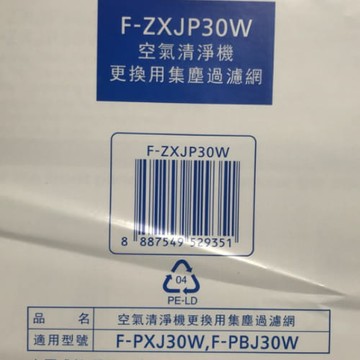 F-ZXJP30W
空氣清淨機
更換用集塵過濾網
F-ZXJP30W
8 887549 529351
04
PE-LD
品 名 空氣清淨機更換用集塵過濾網
適用型號 F-PXJ30W,F-PBJ30W